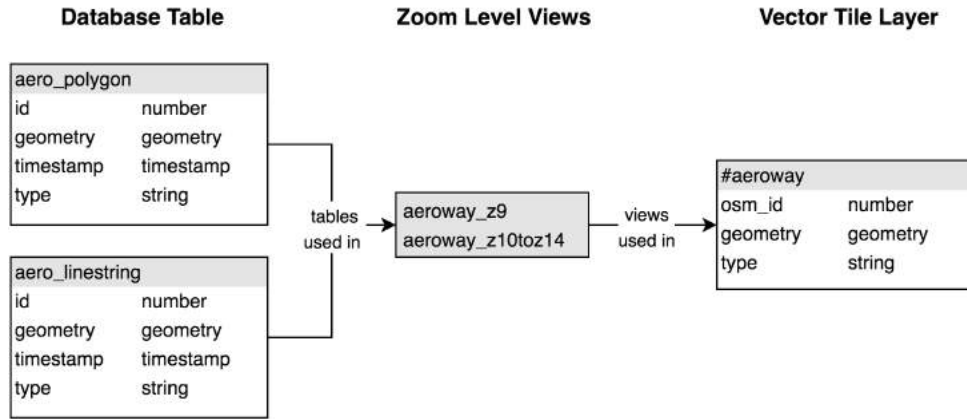 Database Table
Zoom Level Views
Vector Tile Layer
aero_polygon
id number
geometry geometry
timestamp timestamp
type string
aero_linestring
id number
geometry geometry
timestamp timestamp
type string
tables
used in
aeroway_z9
aeroway_z10toz14
views
used in
#aeroway
osm_id number
geometry geometry
type string